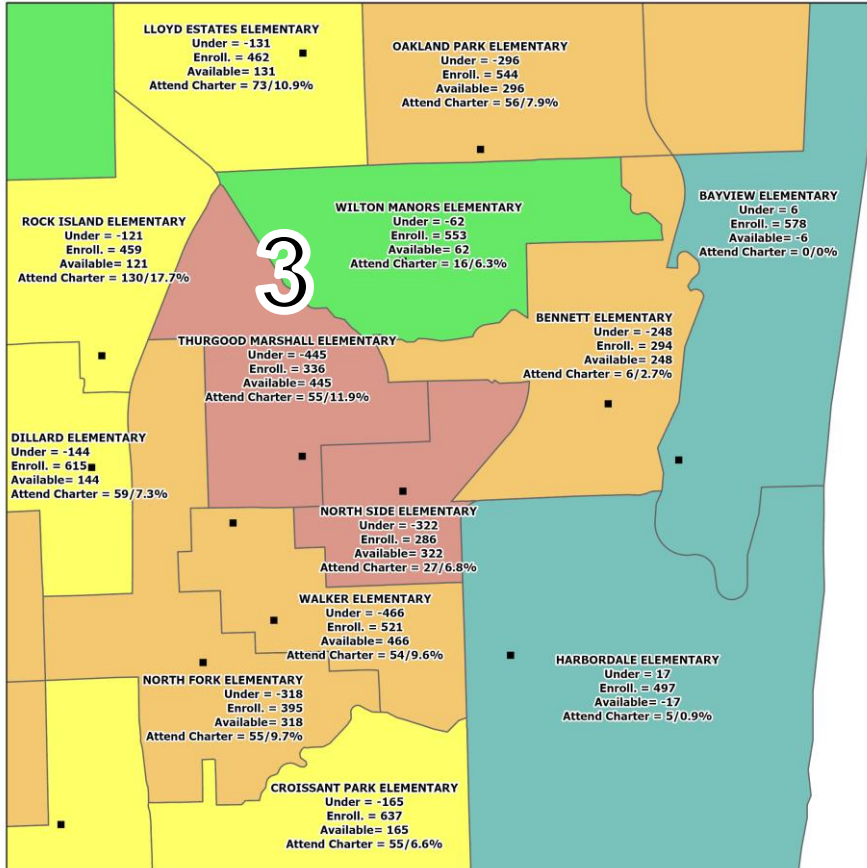 LLOYD ESTATES ELEMENTARY
Under = -131
Enroll. = 462
Available= 131
Attend Charter = 73/10.9%
OAKLAND PARK ELEMENTARY
Under = -296
Enroll. = 544
Available= 296
Attend Charter = 56/7.9%
ROCK ISLAND ELEMENTARY
Under = -121
Enroll. = 459
Available= 121
Attend Charter = 130/17.7%
3
WILTON MANORS ELEMENTARY
Under = -62
Enroll. = 553
Available= 62
Attend Charter = 16/6.3%
BAYVIEW ELEMENTARY
Under = 6
Enroll. = 578
Available= -6
Attend Charter = 0/0%
THURGOOD MARSHALL ELEMENTARY
Under = -445
Enroll. = 336
Available= 445
Attend Charter = 55/11.9%
BENNETT ELEMENTARY
Under = -248
Enroll. = 294
Available= 248
Attend Charter = 6/2.7%
DILLARD ELEMENTARY
Under = -144
Enroll. = 615
Available= 144
Attend Charter = 59/7.3%
NORTH SIDE ELEMENTARY
Under = -322
Enroll. = 286
Available= 322
Attend Charter = 27/6.8%
WALKER ELEMENTARY
Under = -466
Enroll. = 521
Available= 466
Attend Charter = 54/9.6%
NORTH FORK ELEMENTARY
Under = -318
Enroll. = 395
Available= 318
Attend Charter = 55/9.7%
HARBORDALE ELEMENTARY
Under = 17
Enroll. = 497
Available= -17
Attend Charter = 5/0.9%
CROISSANT PARK ELEMENTARY
Under = -165
Enroll. = 637
Available= 165
Attend Charter = 55/6.6%